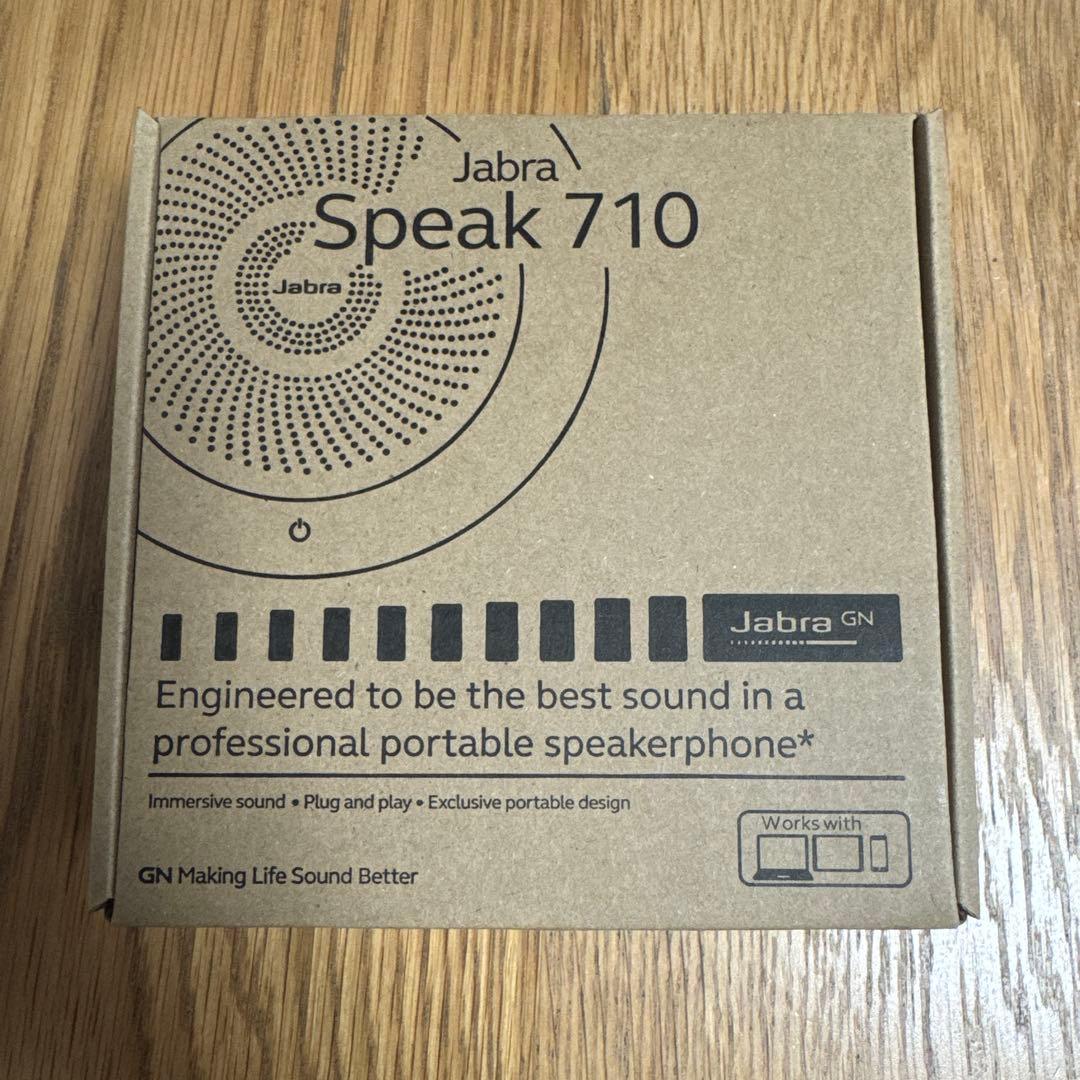 Jabra
Speak 710
Jabra
Jabra GN
Engineered to be the best sound in a
professional portable speakerphone*
Immersive sound • Plug and play • Exclusive portable design
Works with
GN Making Life Sound Better